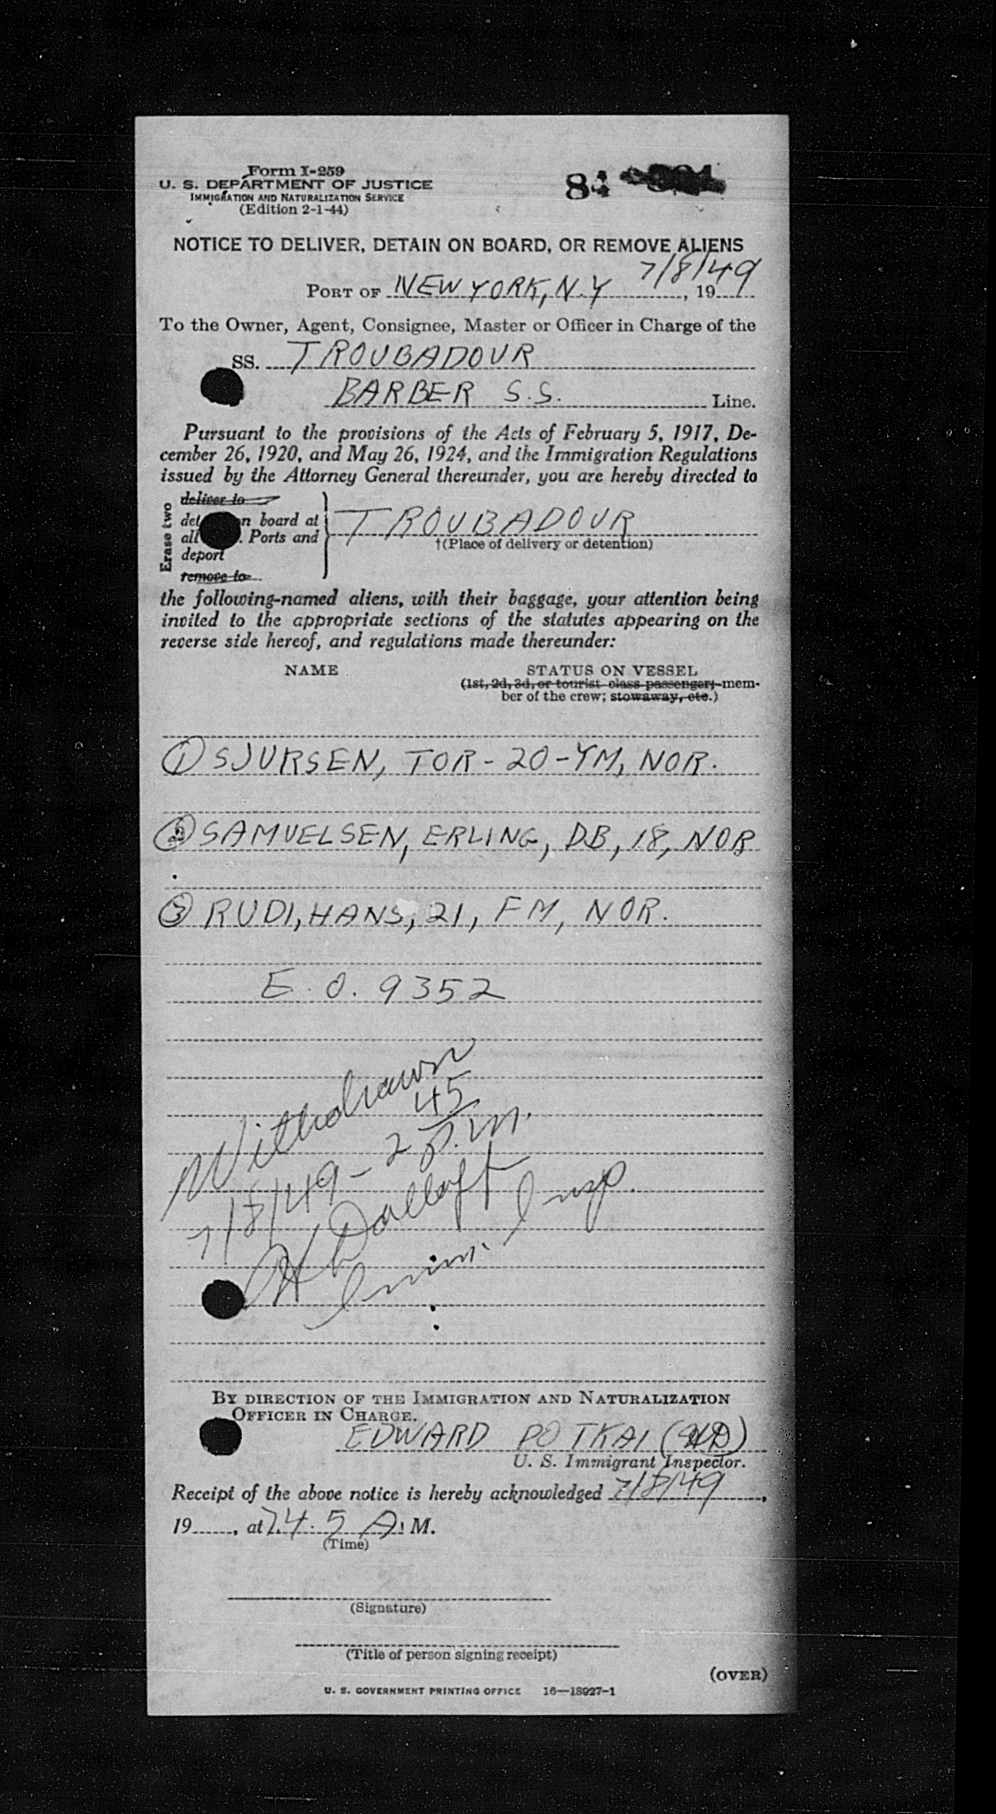 Form I-259
U. S. DEPARTMENT OF JUSTICE
IMMIGRATION AND NATURALIZATION SERVICE
(Edition 2-1-44)
84
NOTICE TO DELIVER, DETAIN ON BOARD, OR REMOVE ALIENS
PORT OF NEW YORK, N.Y 7/8/49, 19
To the Owner, Agent, Consignee, Master or Officer in Charge of the
SS. TROUBADOUR
BARBER S.S. Line.
Pursuant to the provisions of the Acts of February 5, 1917, De-
cember 26, 1920, and May 26, 1924, and the Immigration Regulations
issued by the Attorney General thereunder, you are hereby directed to
Erase two
deliver to
det n board at
all . Ports and
deport
remove to
TROUBADOUR
†(Place of delivery or detention)
the following-named aliens, with their baggage, your attention being
invited to the appropriate sections of the statutes appearing on the
reverse side hereof, and regulations made thereunder:
NAME STATUS ON VESSEL
(1st, 2d, 3d, or tourist class passenger; mem-
ber of the crew; stowaway, etc.)
① SJURSEN, TOR - 20 - YM, NOR.
② SAMUELSEN, ERLING, DB, 18, NOR
③ RUDI, HANS, 21, FM, NOR.
E.O. 9352
Withdrawn
7/8/49 - 2 45 p.m.
Imm. Insp.
BY DIRECTION OF THE IMMIGRATION AND NATURALIZATION
OFFICER IN CHARGE.
EDWARD POTKAI
U. S. Immigrant Inspector.
Receipt of the above notice is hereby acknowledged 7/8/49,
19, at 7.45 A. M.
(Time)
(Signature)
(Title of person signing receipt)
(OVER)
U. S. GOVERNMENT PRINTING OFFICE 16—18927-1